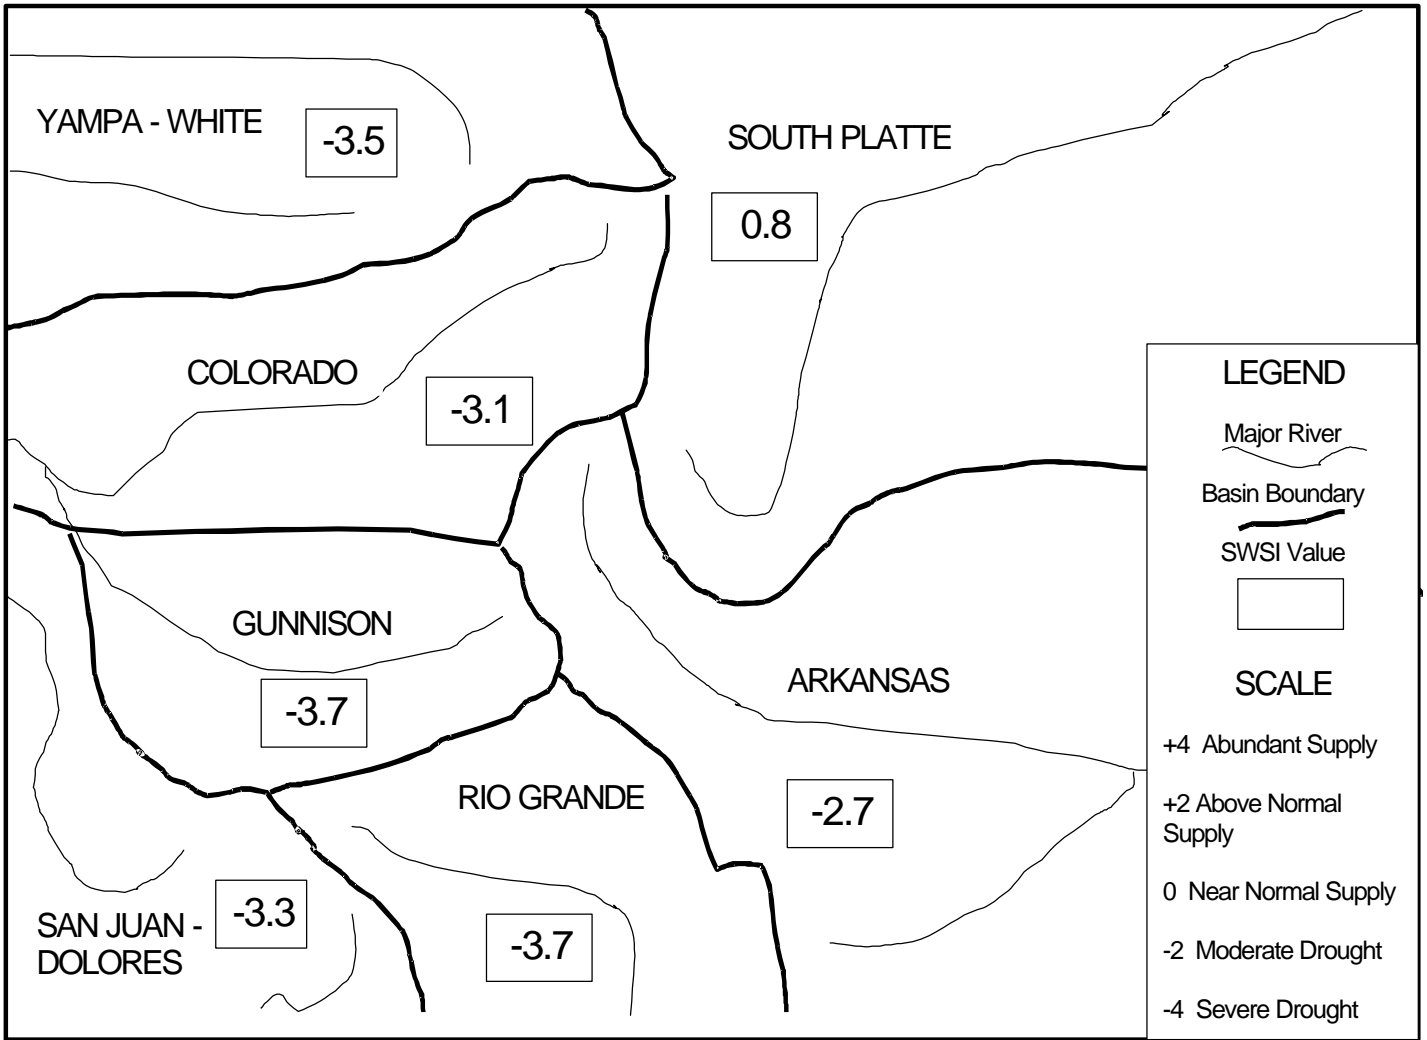 YAMPA - WHITE
-3.5
SOUTH PLATTE
0.8
COLORADO
-3.1
GUNNISON
-3.7
ARKANSAS
-2.7
RIO GRANDE
-3.7
SAN JUAN -
DOLORES
-3.3
LEGEND
Major River
Basin Boundary
SWSI Value
SCALE
+4 Abundant Supply
+2 Above Normal
Supply
0 Near Normal Supply
-2 Moderate Drought
-4 Severe Drought